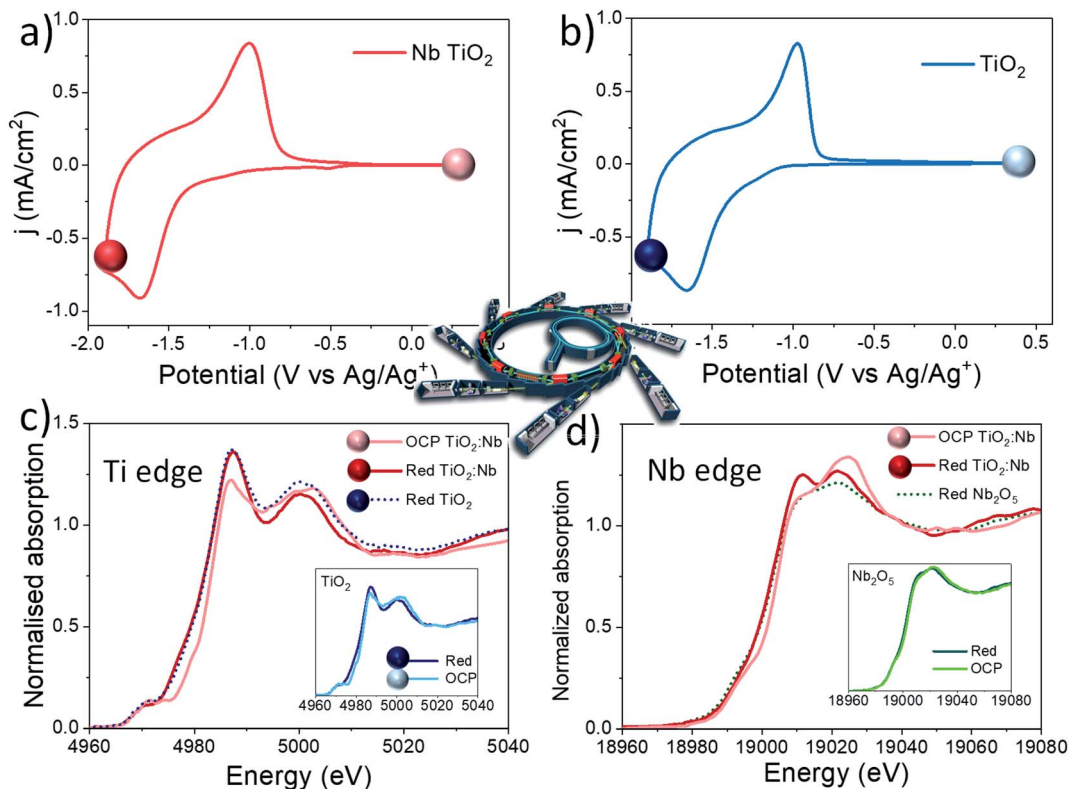 a)
Nb TiO₂
j (mA/cm²)
1.0
0.5
0.0
-0.5
-1.0
-2.0 -1.5 -1.0 -0.5 0.0
Potential (V vs Ag/Ag⁺)
b)
TiO₂
j (mA/cm²)
1.0
0.5
0.0
-0.5
-1.5 -1.0 -0.5 0.0 0.5
Potential (V vs Ag/Ag⁺)
c)
Ti edge
OCP TiO₂:Nb
Red TiO₂:Nb
Red TiO₂
Normalised absorption
1.5
1.0
0.5
0.0
4960 4980 5000 5020 5040
Energy (eV)
TiO₂
Red
OCP
4960 4980 5000 5020 5040
d)
Nb edge
OCP TiO₂:Nb
Red TiO₂:Nb
Red Nb₂O₅
Normalized absorption
1.5
1.0
0.5
0.0
18960 18980 19000 19020 19040 19060 19080
Energy (eV)
Nb₂O₅
Red
OCP
18960 19000 19040 19080